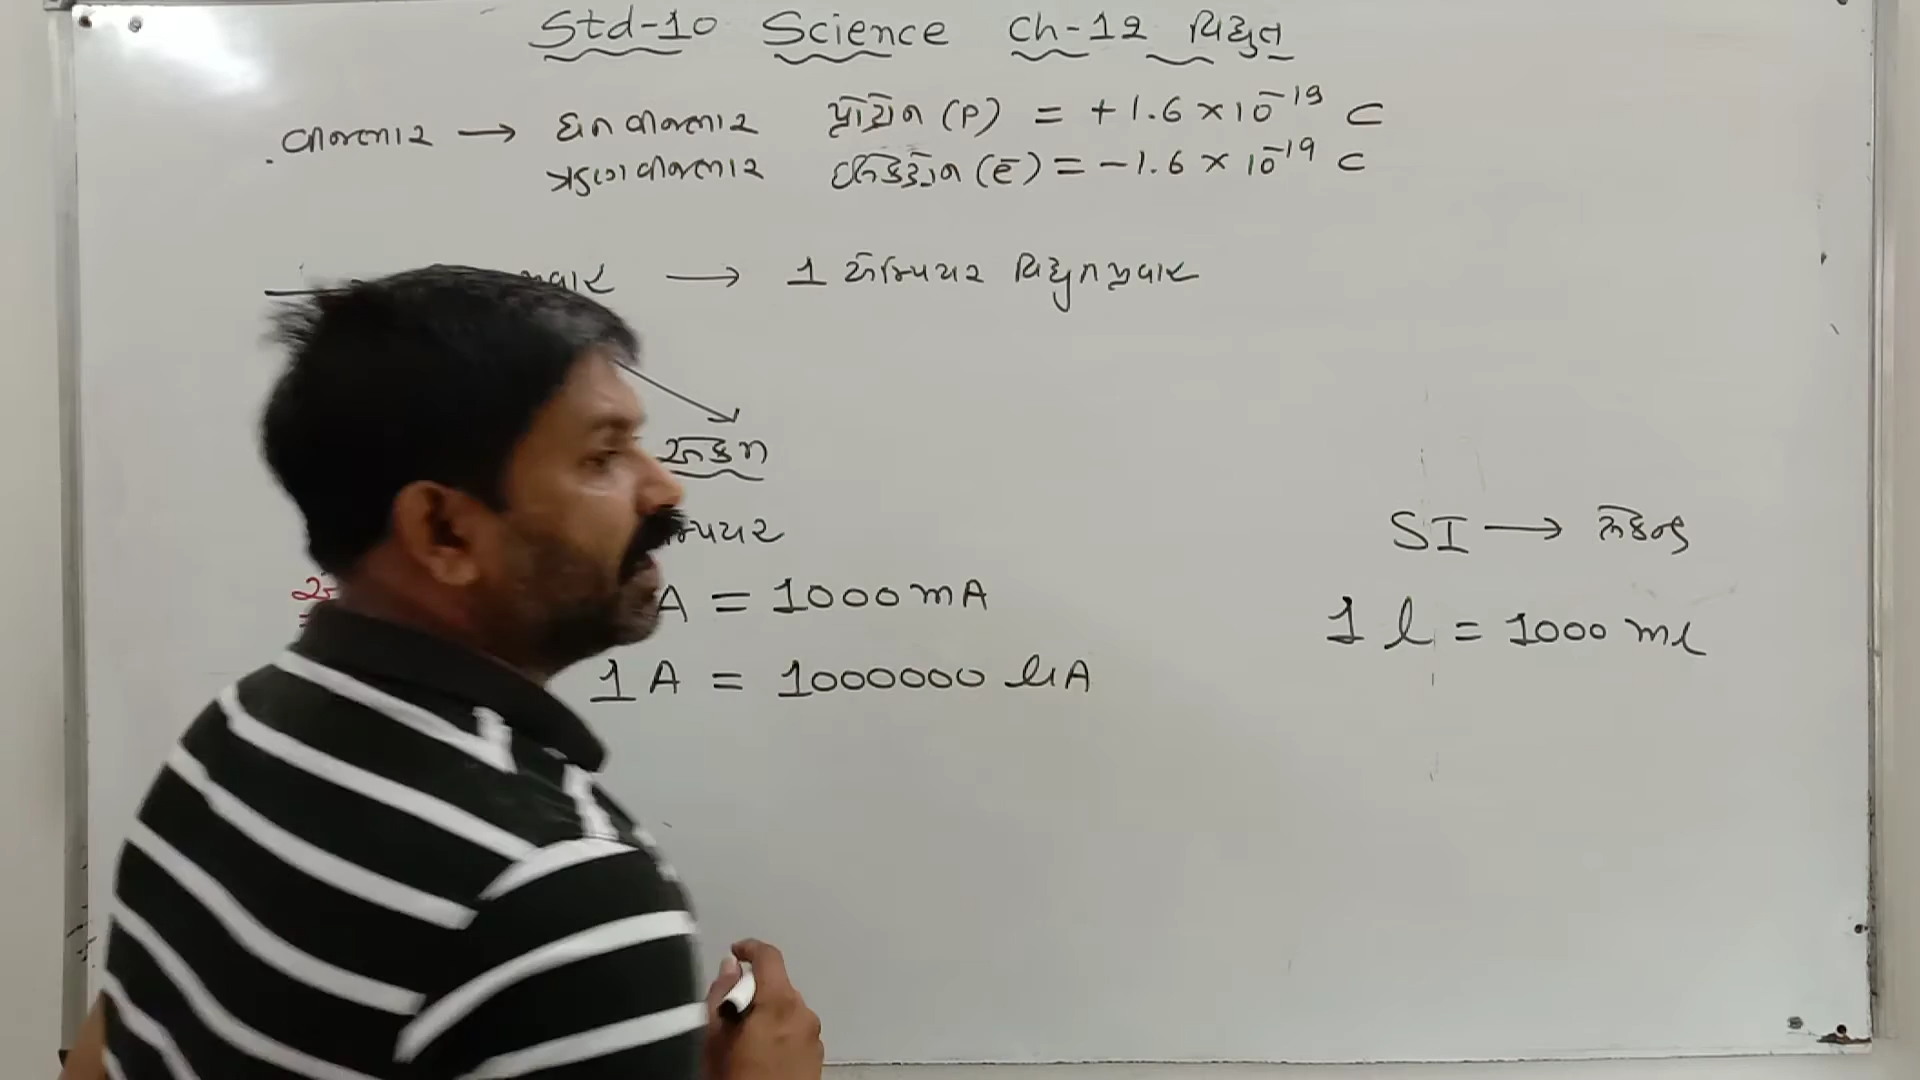 Std-10 Science Ch-12 વિદ્યુત
વીજભાર → ધન વીજભાર પ્રોટોન (P) = +1.6 × 10⁻¹⁹ C
ઋણ વીજભાર ઈલેક્ટ્રોન (e⁻) = -1.6 × 10⁻¹⁹ C
→ 1 એમ્પિયર વિદ્યુતપ્રવાહ
SI → સેકન્ડ
A = 1000 mA
1 l = 1000 ml
1 A = 1000000 μA